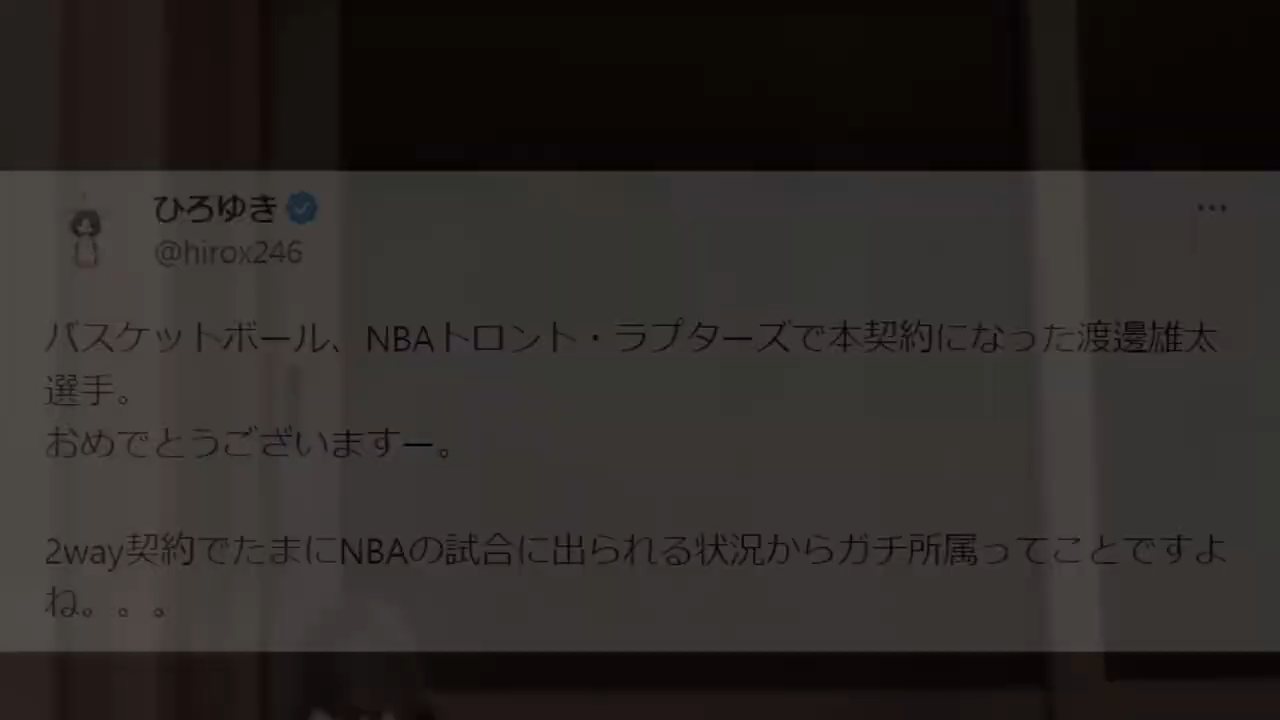 ひろゆき
@hirox246
バスケットボール、NBAトロント・ラプターズで本契約になった渡邊雄太
選手。
おめでとうございますー。
2way契約でたまにNBAの試合に出られる状況からガチ所属ってことですよ
ね。。。